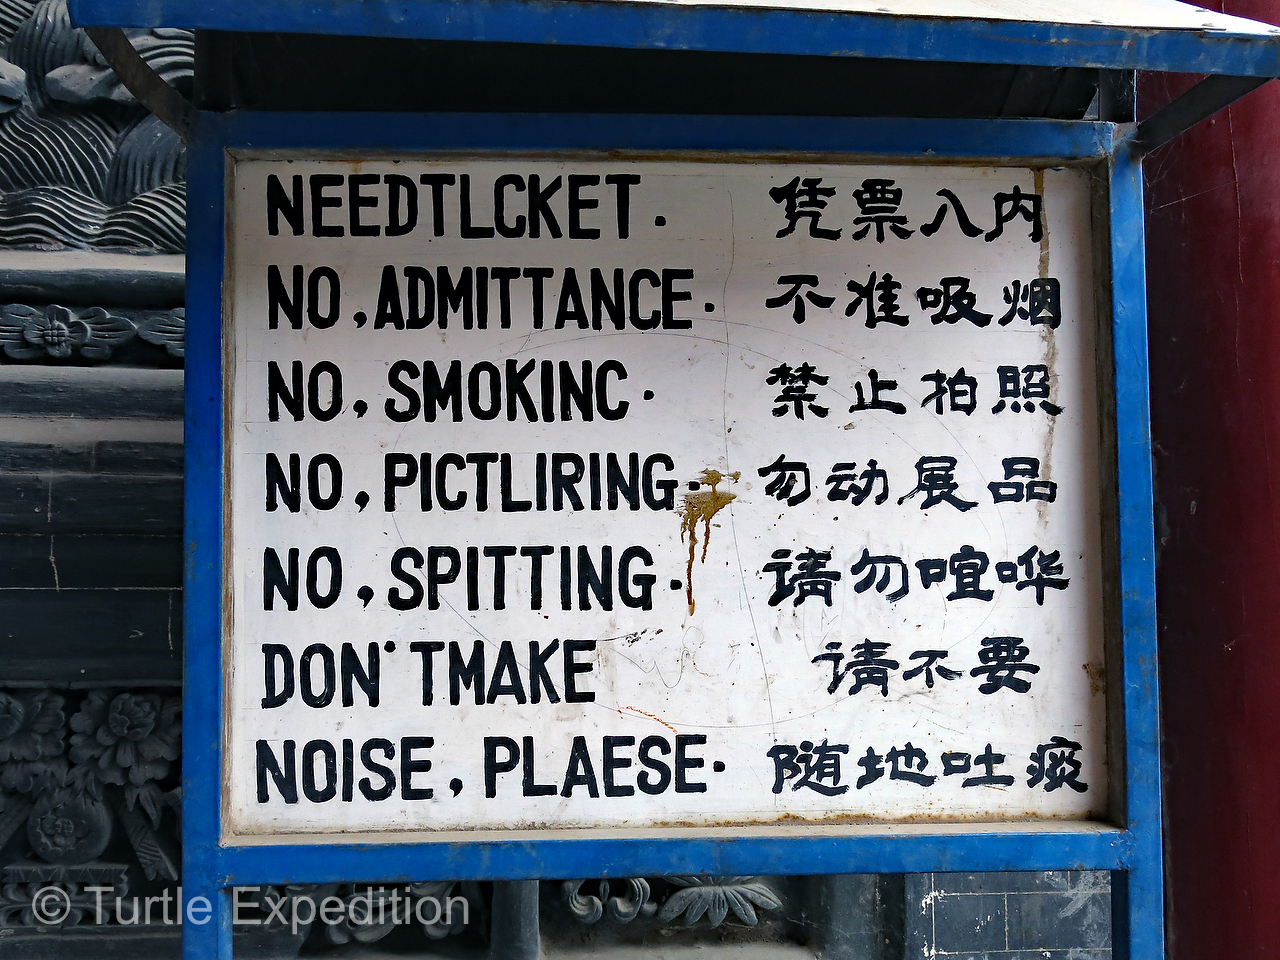 NEEDTLCKET. 凭票入内
NO,ADMITTANCE. 不准吸烟
NO,SMOKINC. 禁止拍照
NO,PICTLIRING. 勿动展品
NO,SPITTING. 请勿喧哗
DON'TMAKE 请不要
NOISE,PLAESE. 随地吐痰
© Turtle Expedition